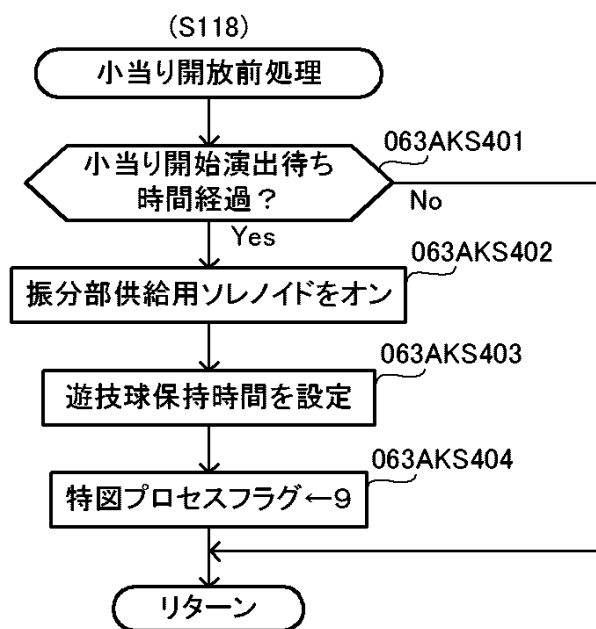 (S118)
小当り開放前処理
063AKS401
小当り開始演出待ち
時間経過？
No
Yes
063AKS402
振分部供給用ソレノイドをオン
063AKS403
遊技球保持時間を設定
063AKS404
特図プロセスフラグ←9
リターン